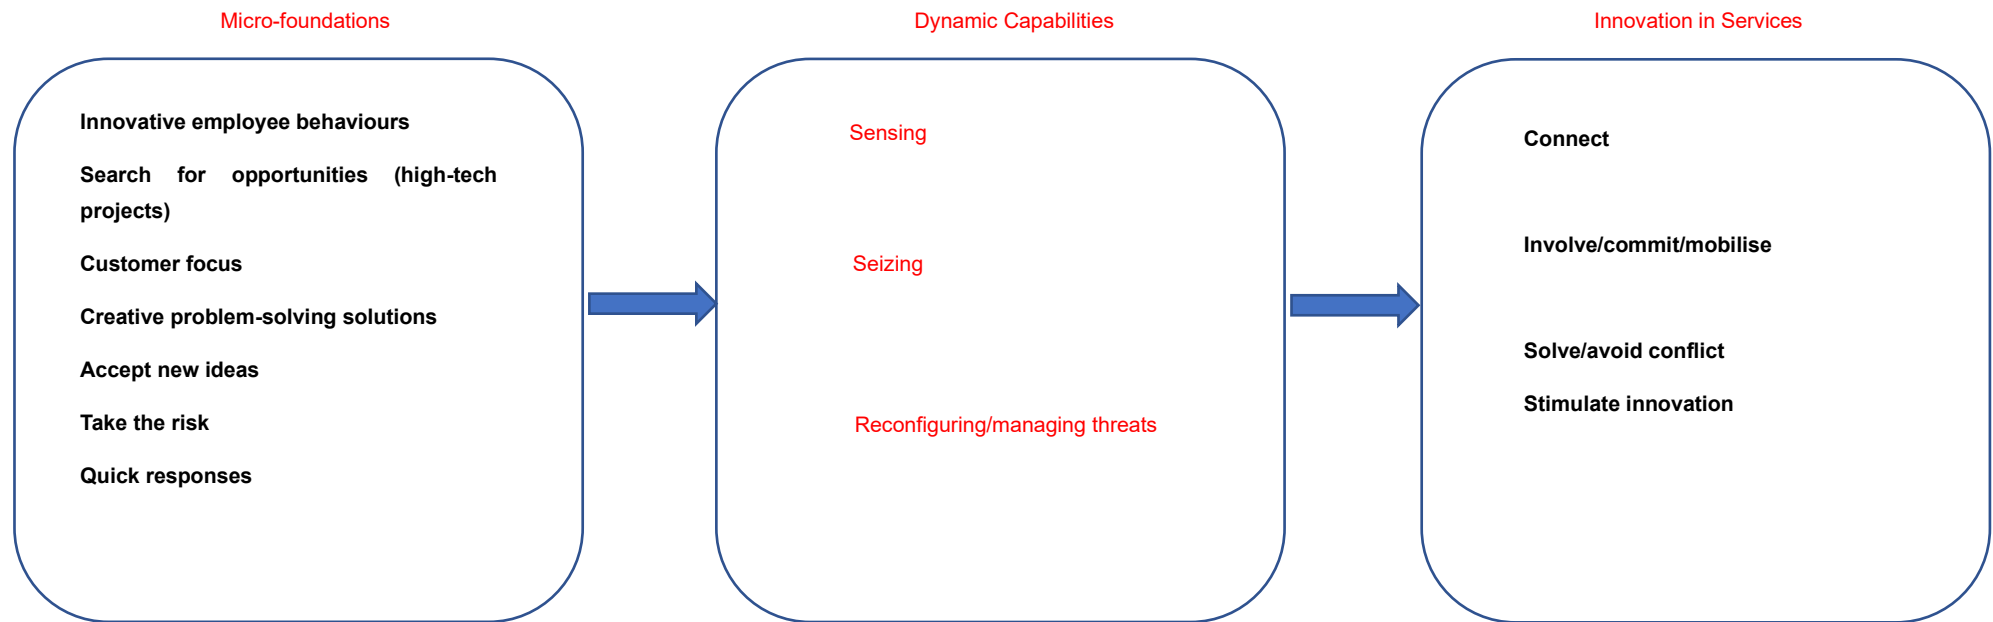 Micro-foundations
Dynamic Capabilities
Innovation in Services
Innovative employee behaviours
Search for opportunities (high-tech
projects)
Customer focus
Creative problem-solving solutions
Accept new ideas
Take the risk
Quick responses
Sensing
Seizing
Reconfiguring/managing threats
Connect
Involve/commit/mobilise
Solve/avoid conflict
Stimulate innovation